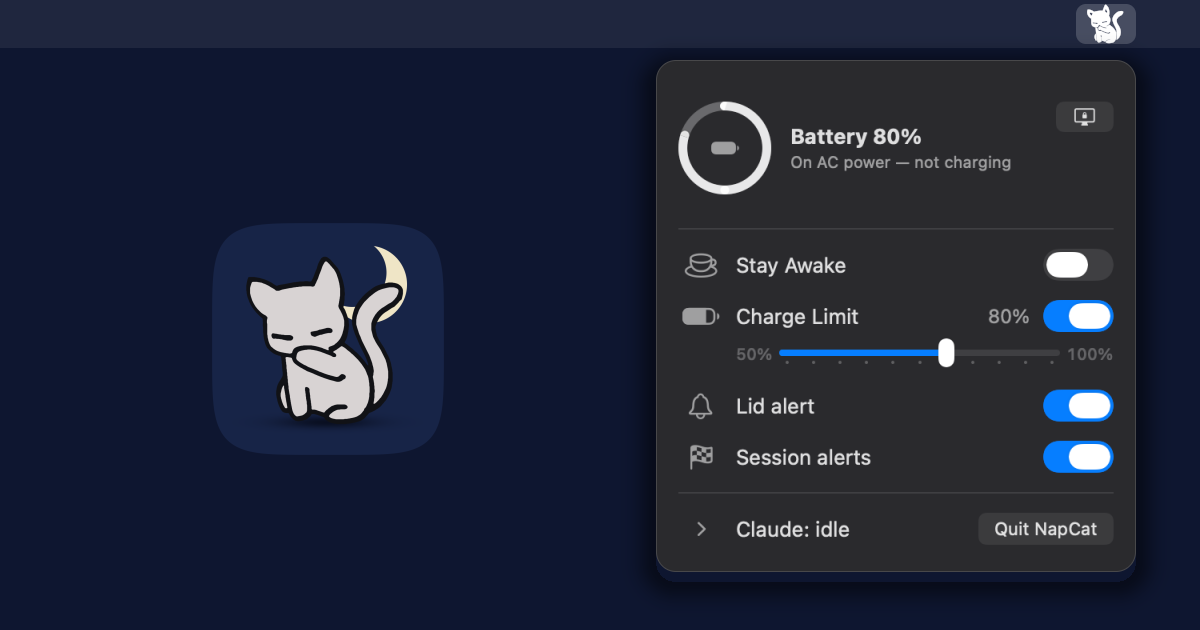 Battery 80%
On AC power — not charging
Stay Awake
Charge Limit 80%
50% 100%
Lid alert
Session alerts
Claude: idle Quit NapCat